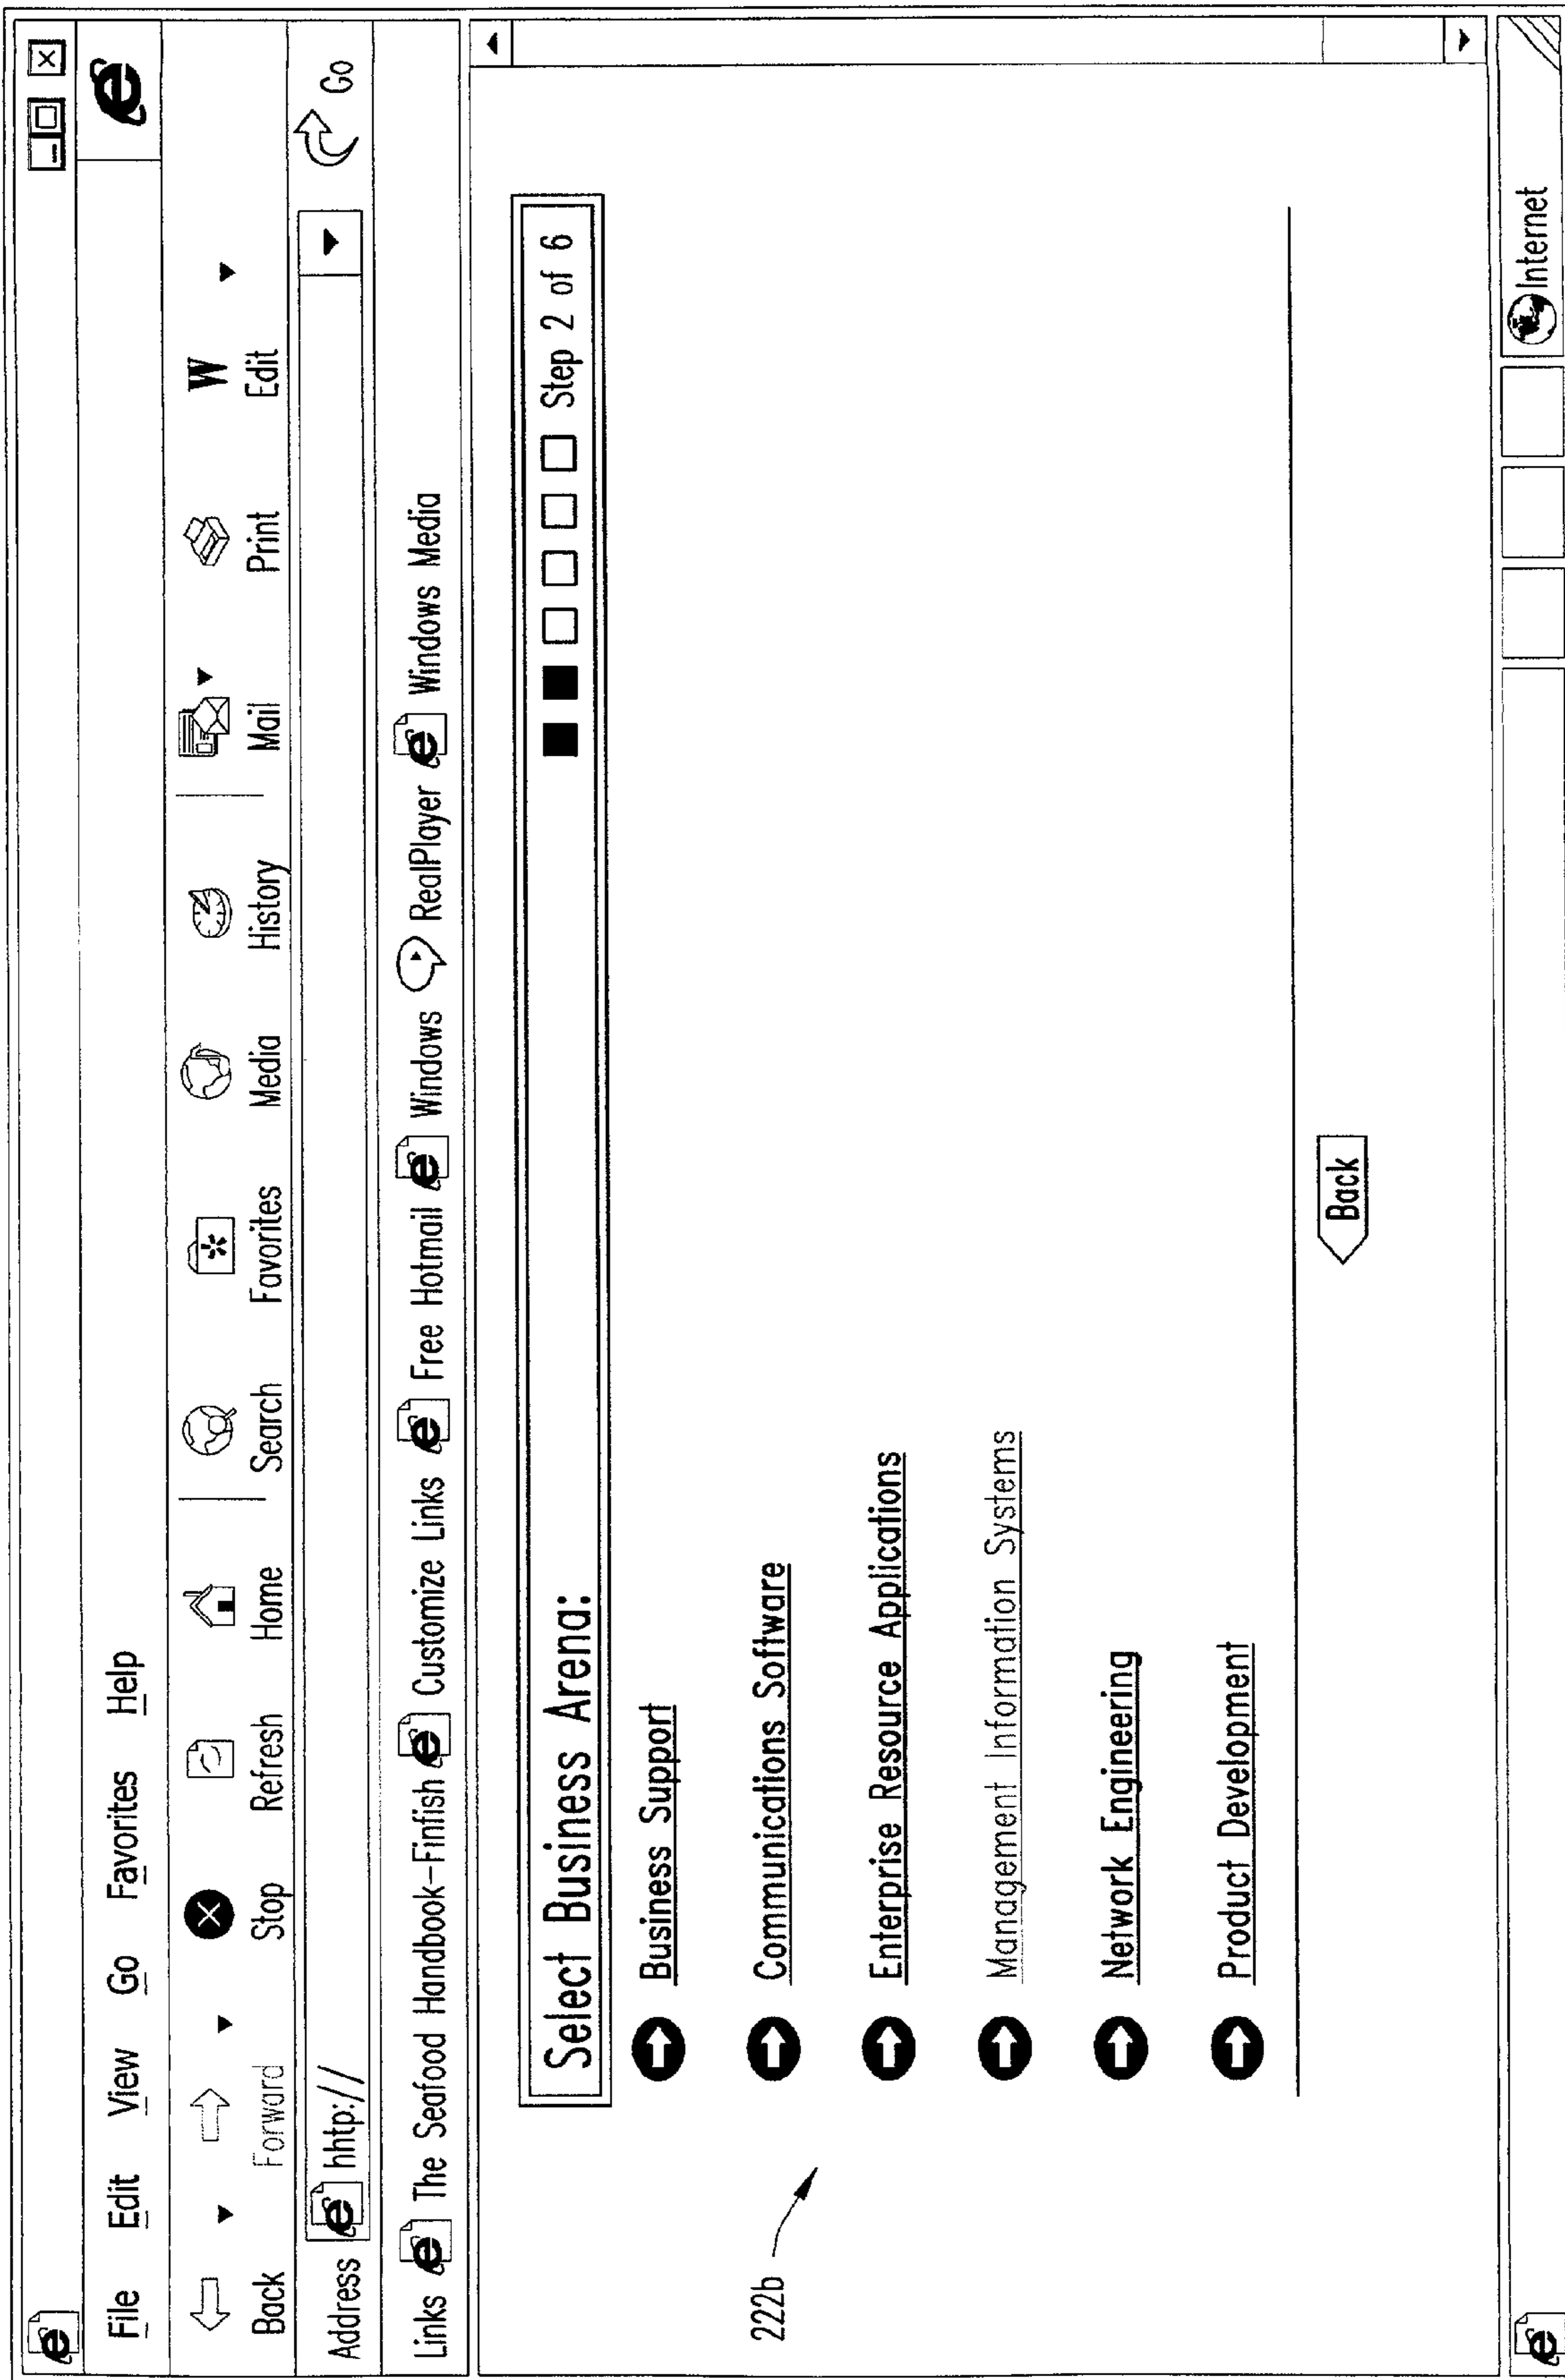 File Edit View Go Favorites Help
Back Forward Stop Refresh Home Search Favorites Media History Mail Print Edit
W
Address hhtp:// Go
Links The Seafood Handbook-Finfish Customize Links Free Hotmail Windows RealPlayer Windows Media
Select Business Arena: Step 2 of 6
Business Support
Communications Software
Enterprise Resource Applications
Management Information Systems
Network Engineering
Product Development
222b
Back
Internet